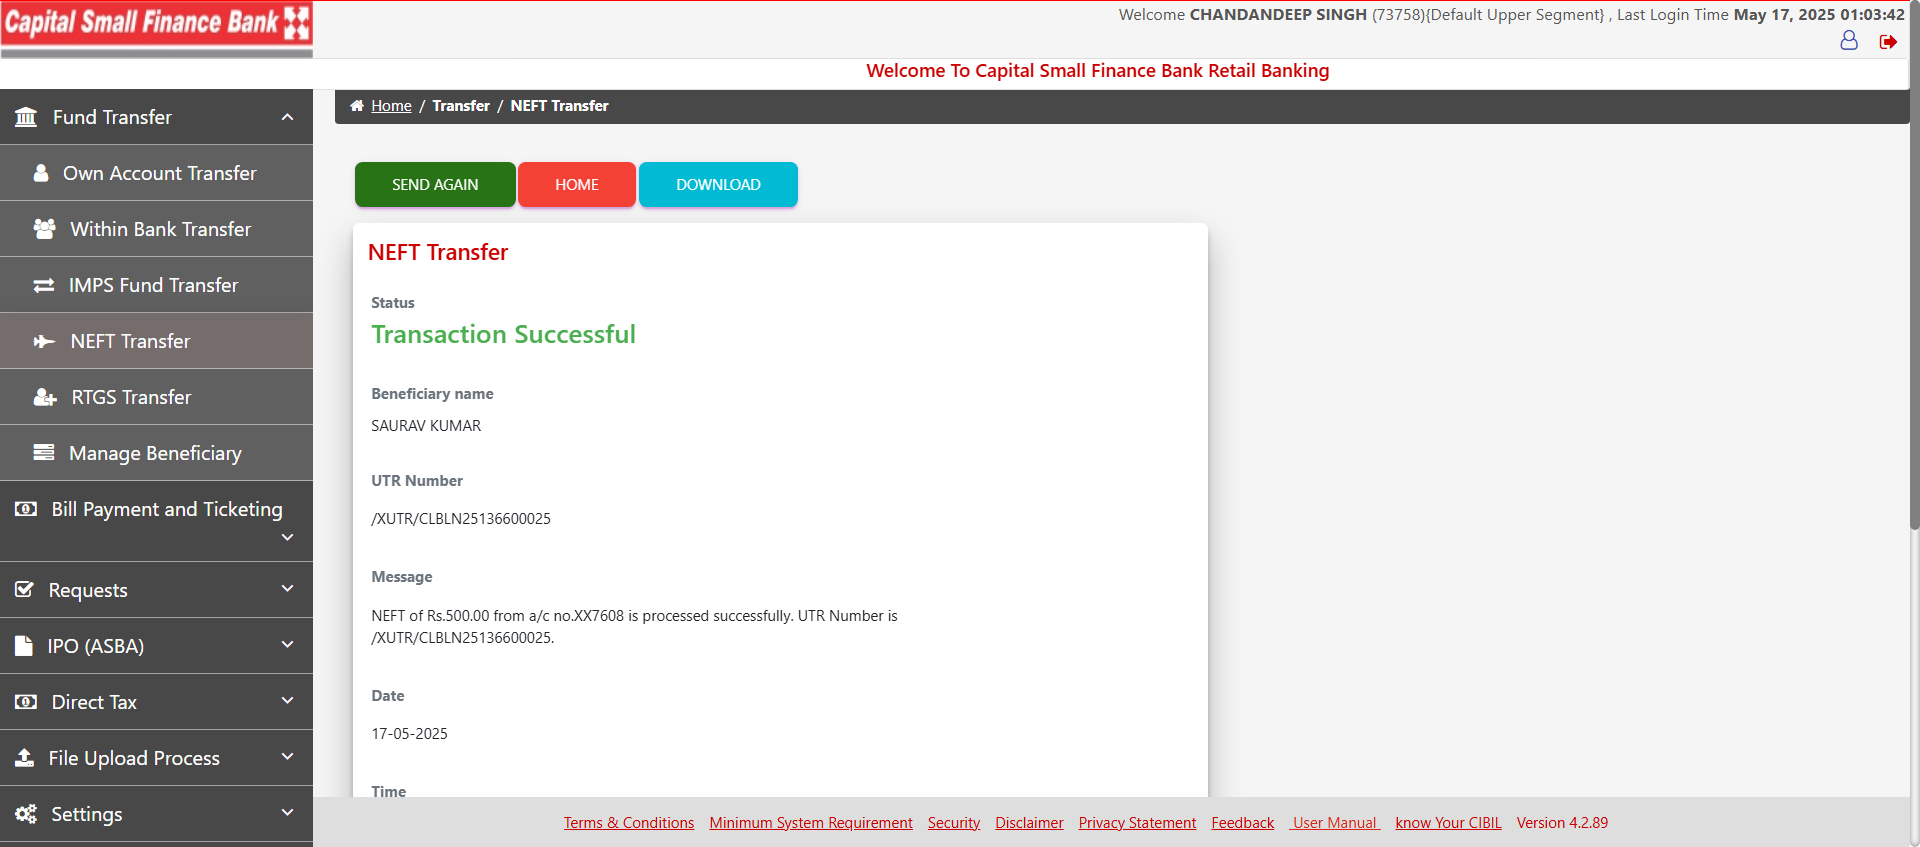 Capital Small Finance Bank
Welcome CHANDANDEEP SINGH (73758){Default Upper Segment} , Last Login Time May 17, 2025 01:03:42
Welcome To Capital Small Finance Bank Retail Banking
Fund Transfer
Own Account Transfer
Within Bank Transfer
IMPS Fund Transfer
NEFT Transfer
RTGS Transfer
Manage Beneficiary
Bill Payment and Ticketing
Requests
IPO (ASBA)
Direct Tax
File Upload Process
Settings
Home / Transfer / NEFT Transfer
SEND AGAIN
HOME
DOWNLOAD
NEFT Transfer
Status
Transaction Successful
Beneficiary name
SAURAV KUMAR
UTR Number
/XUTR/CLBLN25136600025
Message
NEFT of Rs.500.00 from a/c no.XX7608 is processed successfully. UTR Number is
/XUTR/CLBLN25136600025.
Date
17-05-2025
Time
Terms & Conditions Minimum System Requirement Security Disclaimer Privacy Statement Feedback User Manual know Your CIBIL Version 4.2.89